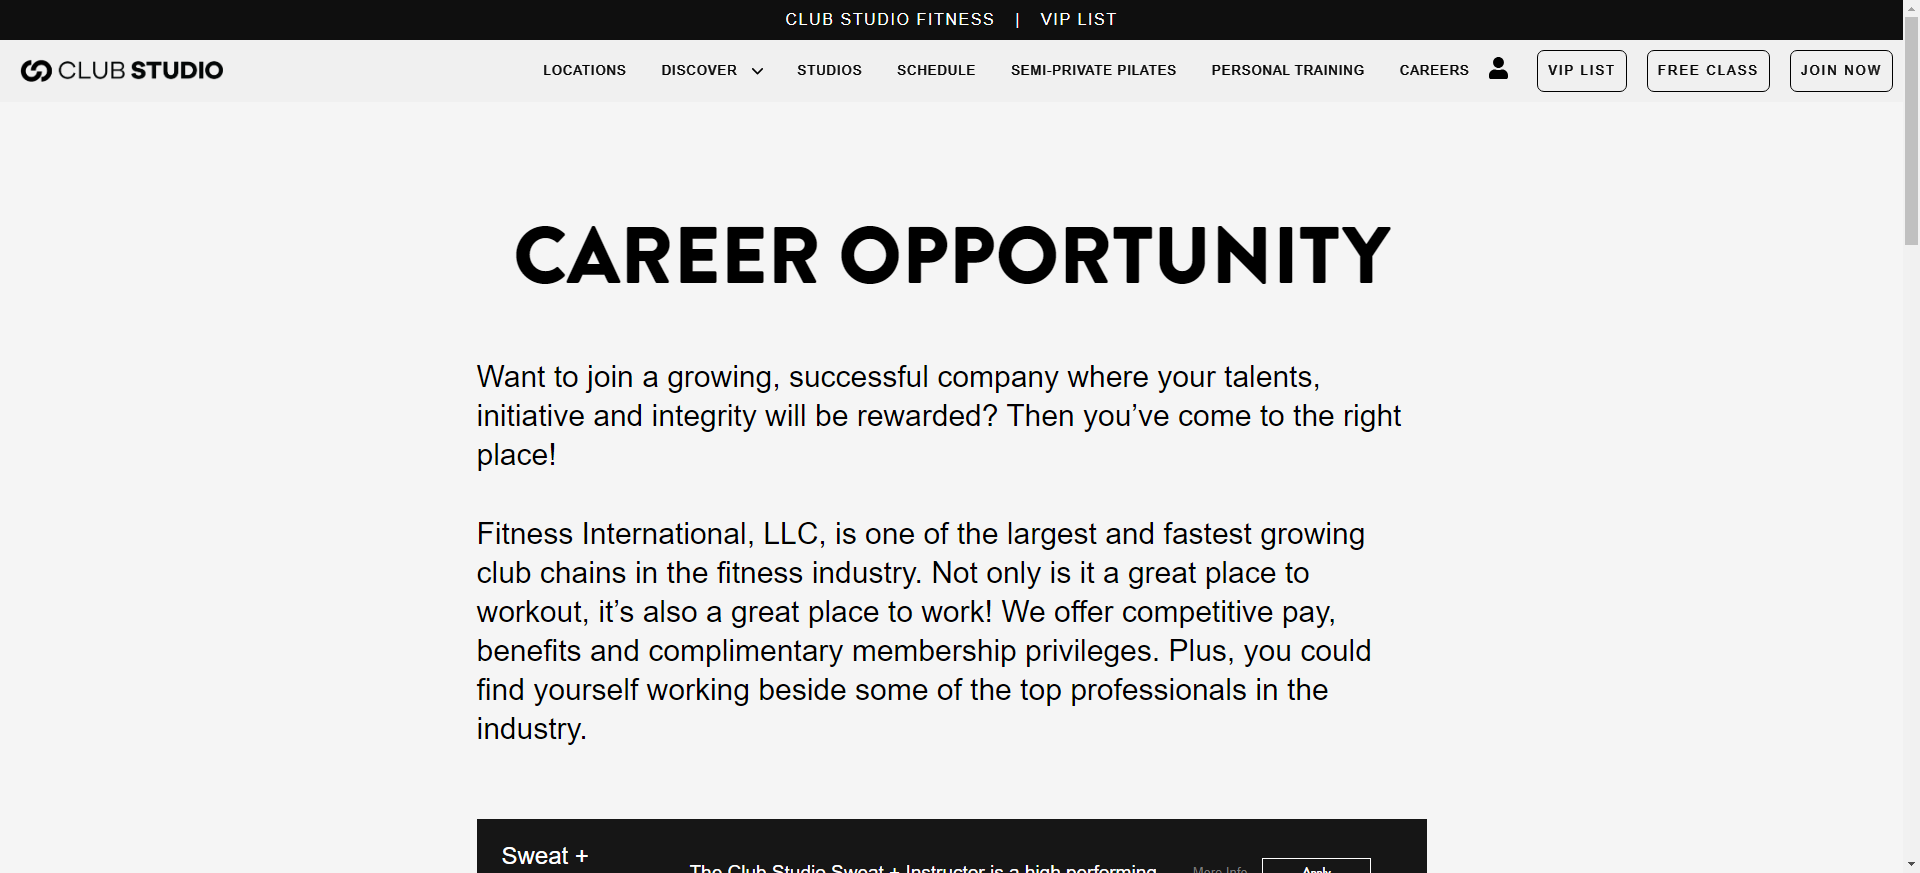 CLUB STUDIO FITNESS | VIP LIST
CLUB STUDIO
LOCATIONS DISCOVER STUDIOS SCHEDULE SEMI-PRIVATE PILATES PERSONAL TRAINING CAREERS VIP LIST FREE CLASS JOIN NOW
CAREER OPPORTUNITY
Want to join a growing, successful company where your talents,
initiative and integrity will be rewarded? Then you’ve come to the right
place!
Fitness International, LLC, is one of the largest and fastest growing
club chains in the fitness industry. Not only is it a great place to
workout, it’s also a great place to work! We offer competitive pay,
benefits and complimentary membership privileges. Plus, you could
find yourself working beside some of the top professionals in the
industry.
Sweat +
The Club Studio Sweat + Instructor is a high performing
More Info
Apply